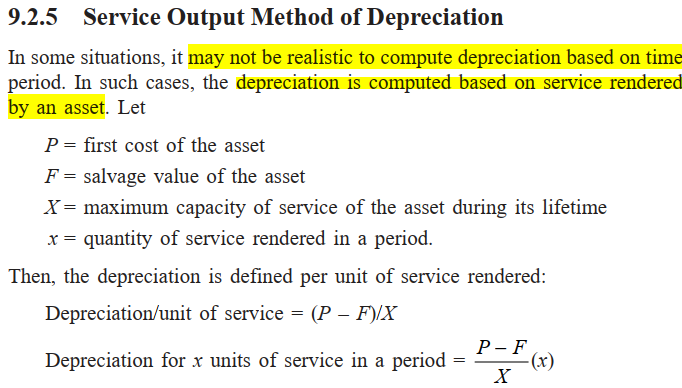 9.2.5 Service Output Method of Depreciation
In some situations, it may not be realistic to compute depreciation based on time
period. In such cases, the depreciation is computed based on service rendered
by an asset. Let
P = first cost of the asset
F = salvage value of the asset
X = maximum capacity of service of the asset during its lifetime
x = quantity of service rendered in a period.
Then, the depreciation is defined per unit of service rendered:
Depreciation/unit of service = (P – F)/X
Depreciation for x units of service in a period = P – F / X (x)